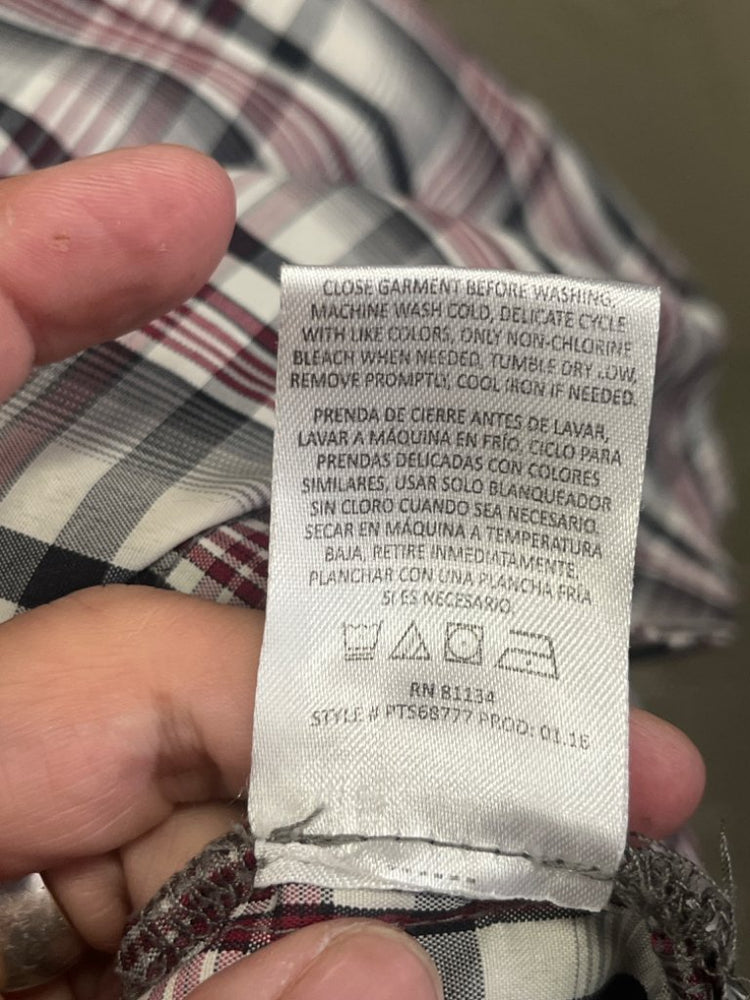 CLOSE GARMENT BEFORE WASHING,
MACHINE WASH COLD, DELICATE CYCLE
WITH LIKE COLORS, ONLY NON-CHLORINE
BLEACH WHEN NEEDED, TUMBLE DRY LOW,
REMOVE PROMPTLY, COOL IRON IF NEEDED.
PRENDA DE CIERRE ANTES DE LAVAR,
LAVAR A MÁQUINA EN FRÍO, CICLO PARA
PRENDAS DELICADAS CON COLORES
SIMILARES, USAR SOLO BLANQUEADOR
SIN CLORO CUANDO SEA NECESARIO.
SECAR EN MÁQUINA A TEMPERATURA
BAJA, RETIRE INMEDIATAMENTE.
PLANCHAR CON UNA PLANCHA FRÍA
SI ES NECESARIO.
RN 81134
STYLE # PTS68777 PROD: 01.16